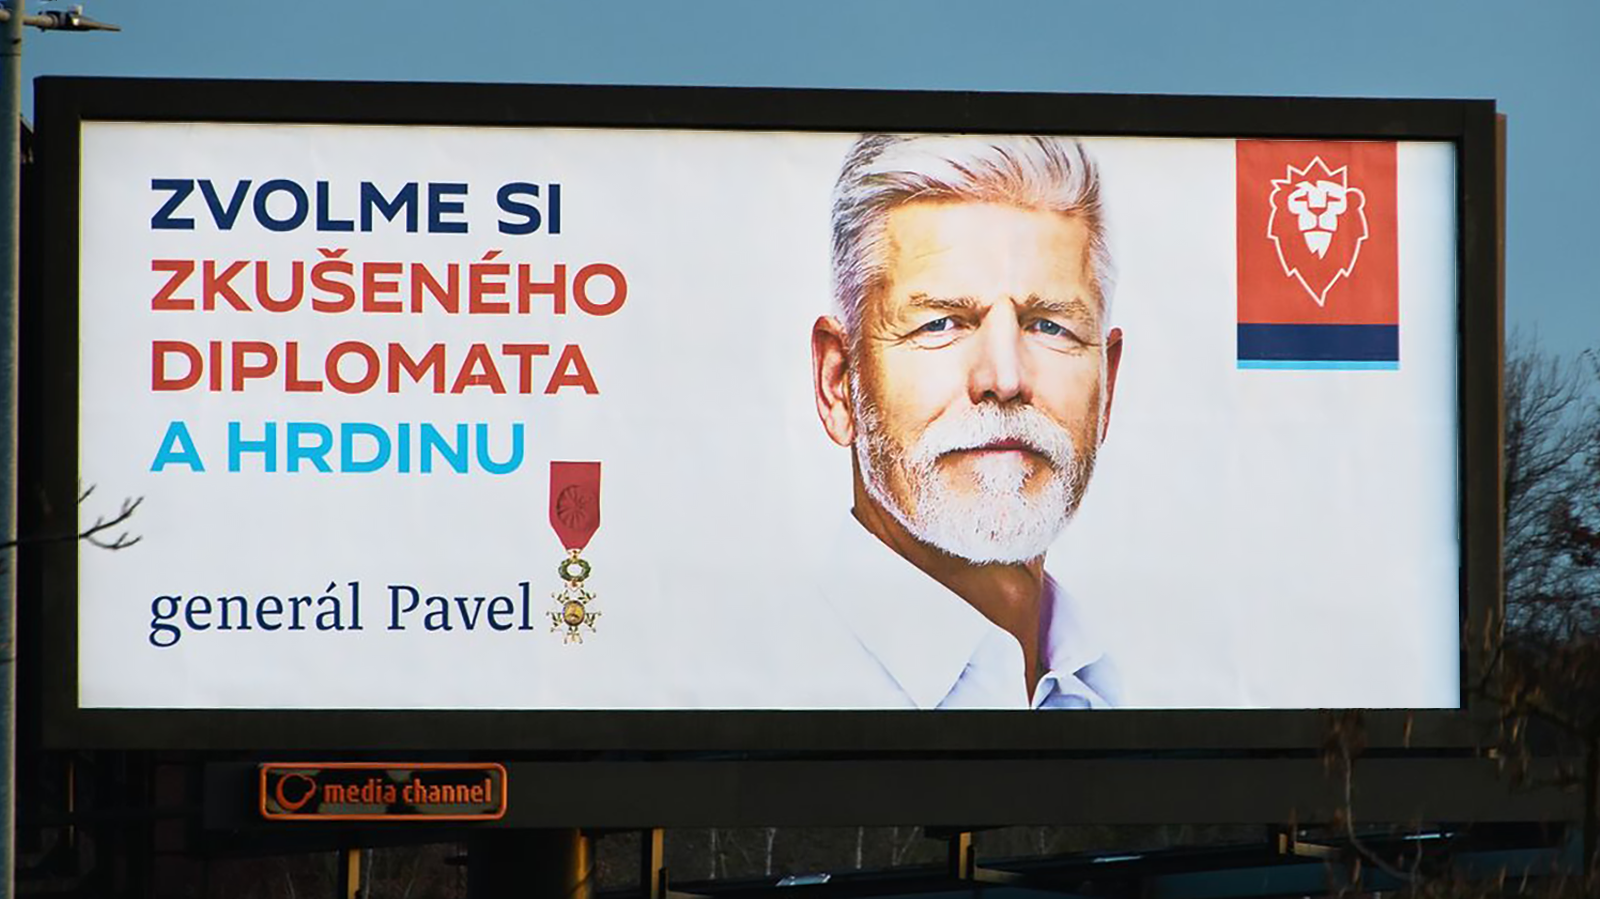 ZVOLME SI
ZKUŠENÉHO
DIPLOMATA
A HRDINU
generál Pavel
media channel